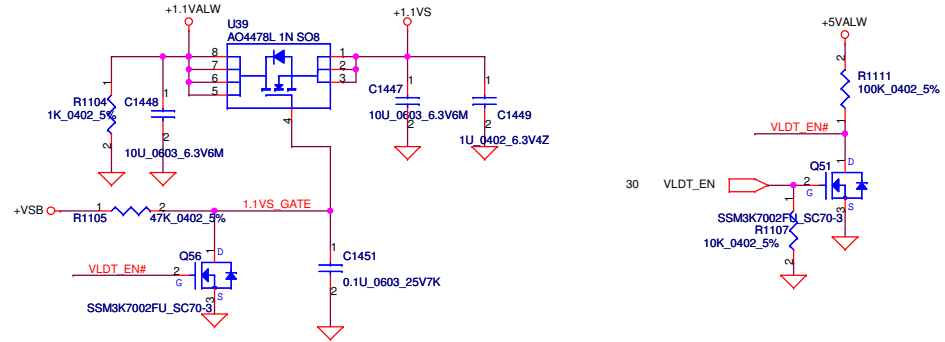 +1.1VALW
+1.1VS
+5VALW
U39
AO4478L 1N SO8
8
7
6
5
1
2
3
4
1
R1104
1K_0402_5%
2
1
C1448
2
10U_0603_6.3V6M
1
C1447
2
10U_0603_6.3V6M
1
C1449
2
1U_0402_6.3V4Z
2
R1111
100K_0402_5%
1
VLDT_EN#
1
D
Q51
30
VLDT_EN
2
G
S
3
SSM3K7002FU_SC70-3
1
R1107
10K_0402_5%
2
+VSB
1
2
R1105
47K_0402_5%
1.1VS_GATE
1
D
Q56
VLDT_EN#
2
G
S
3
SSM3K7002FU_SC70-3
1
C1451
0.1U_0603_25V7K
2